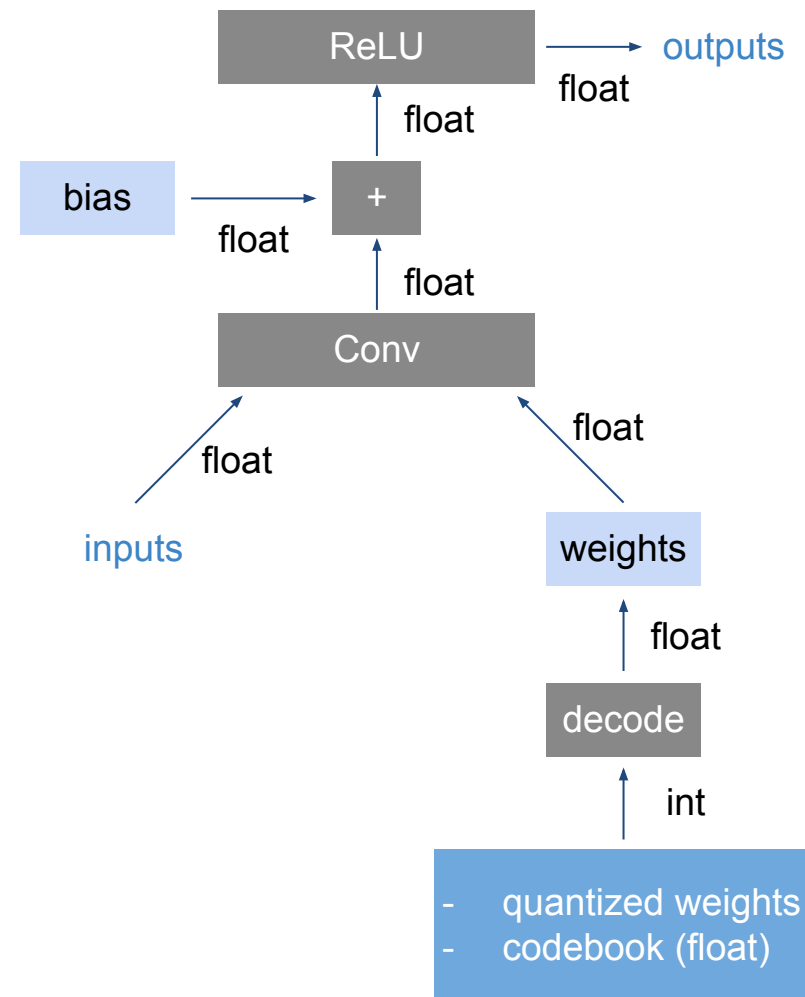 ReLU
outputs
float
float
bias
+
float
float
Conv
float
float
inputs
weights
float
decode
int
- quantized weights
- codebook (float)